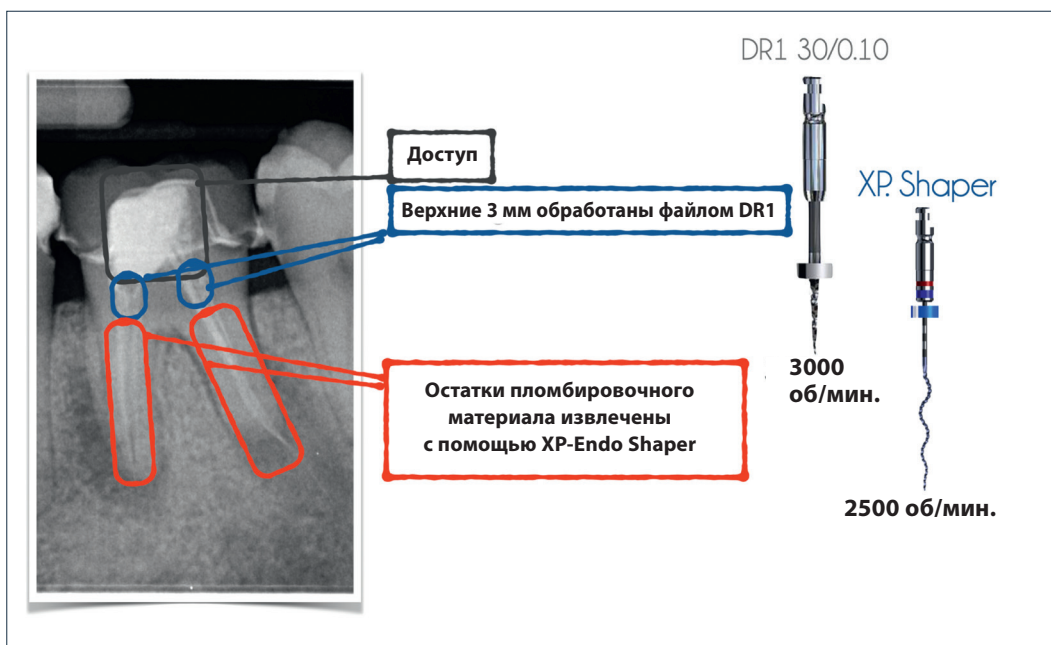 DR1 30/0.10
Доступ
Верхние 3 мм обработаны файлом DR1
XP. Shaper
3000
об/мин.
Остатки пломбировочного
материала извлечены
с помощью XP-Endo Shaper
2500 об/мин.